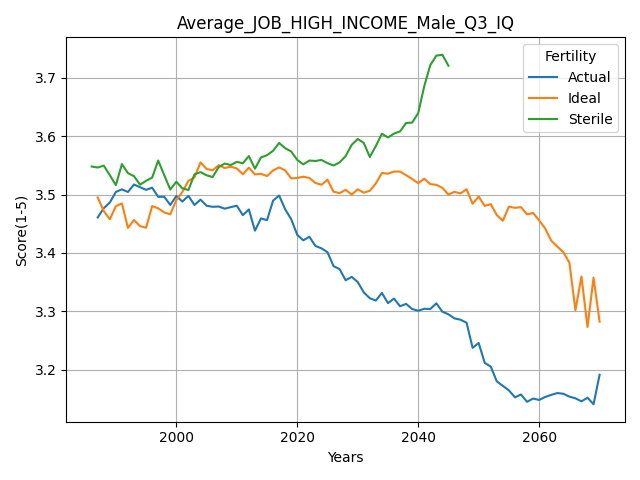 Average_JOB_HIGH_INCOME_Male_Q3_IQ
Fertility
Actual
Ideal
Sterile
Score(1-5)
3.7
3.6
3.5
3.4
3.3
3.2
2000
2020
2040
2060
Years